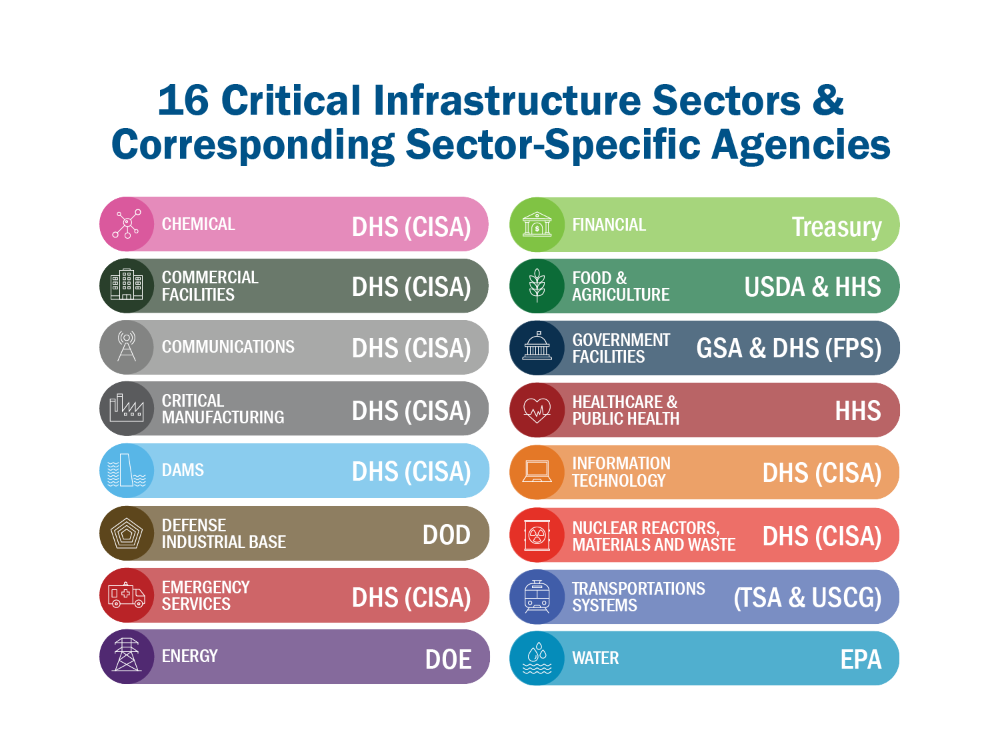 16 Critical Infrastructure Sectors &
Corresponding Sector-Specific Agencies
CHEMICAL DHS (CISA)
COMMERCIAL
FACILITIES DHS (CISA)
COMMUNICATIONS DHS (CISA)
CRITICAL
MANUFACTURING DHS (CISA)
DAMS DHS (CISA)
DEFENSE
INDUSTRIAL BASE DOD
EMERGENCY
SERVICES DHS (CISA)
ENERGY DOE
FINANCIAL Treasury
$
FOOD &
AGRICULTURE USDA & HHS
GOVERNMENT
FACILITIES GSA & DHS (FPS)
HEALTHCARE &
PUBLIC HEALTH HHS
INFORMATION
TECHNOLOGY DHS (CISA)
NUCLEAR REACTORS,
MATERIALS AND WASTE DHS (CISA)
TRANSPORTATIONS
SYSTEMS (TSA & USCG)
WATER EPA